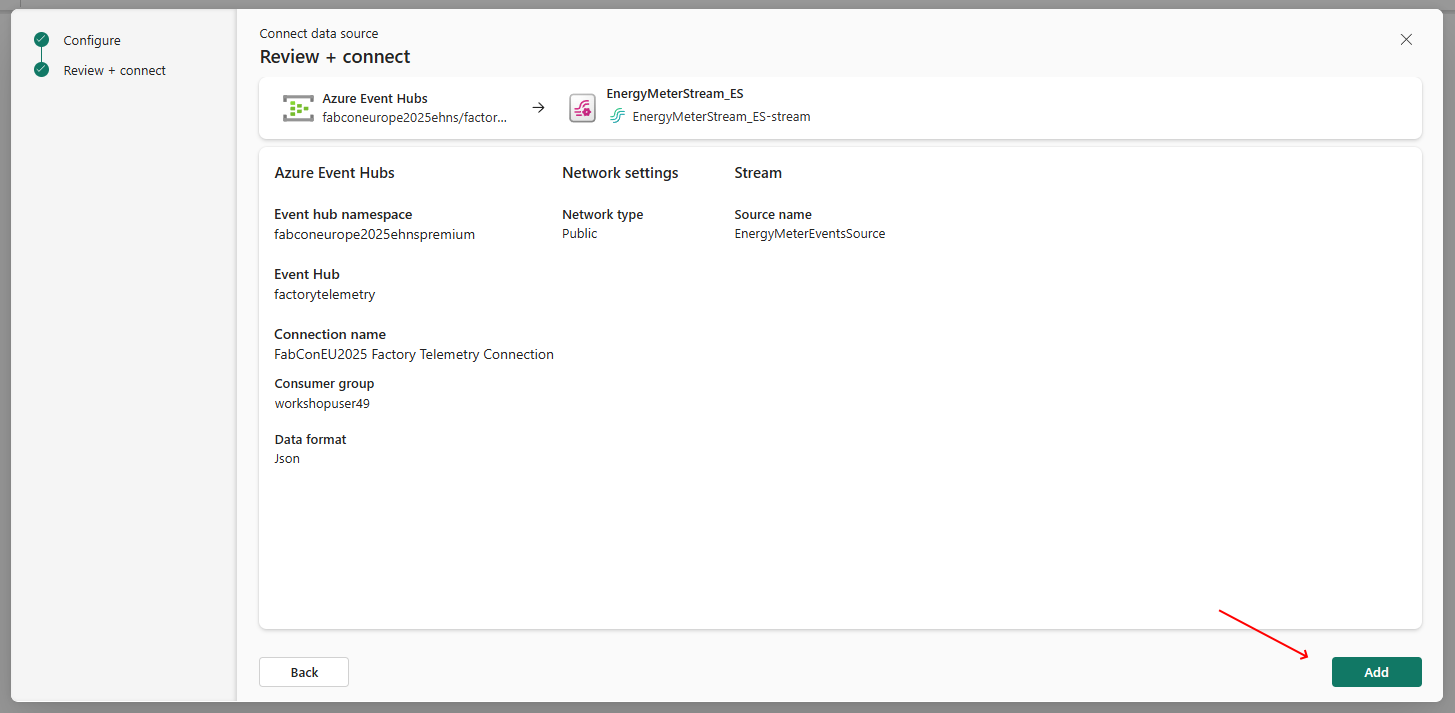 Configure
Review + connect
Connect data source
Review + connect
Azure Event Hubs
fabconeurope2025ehns/factor...
EnergyMeterStream_ES
EnergyMeterStream_ES-stream
Azure Event Hubs
Event hub namespace
fabconeurope2025ehnspremium
Event Hub
factorytelemetry
Connection name
FabConEU2025 Factory Telemetry Connection
Consumer group
workshopuser49
Data format
Json
Network settings
Network type
Public
Stream
Source name
EnergyMeterEventsSource
Back
Add